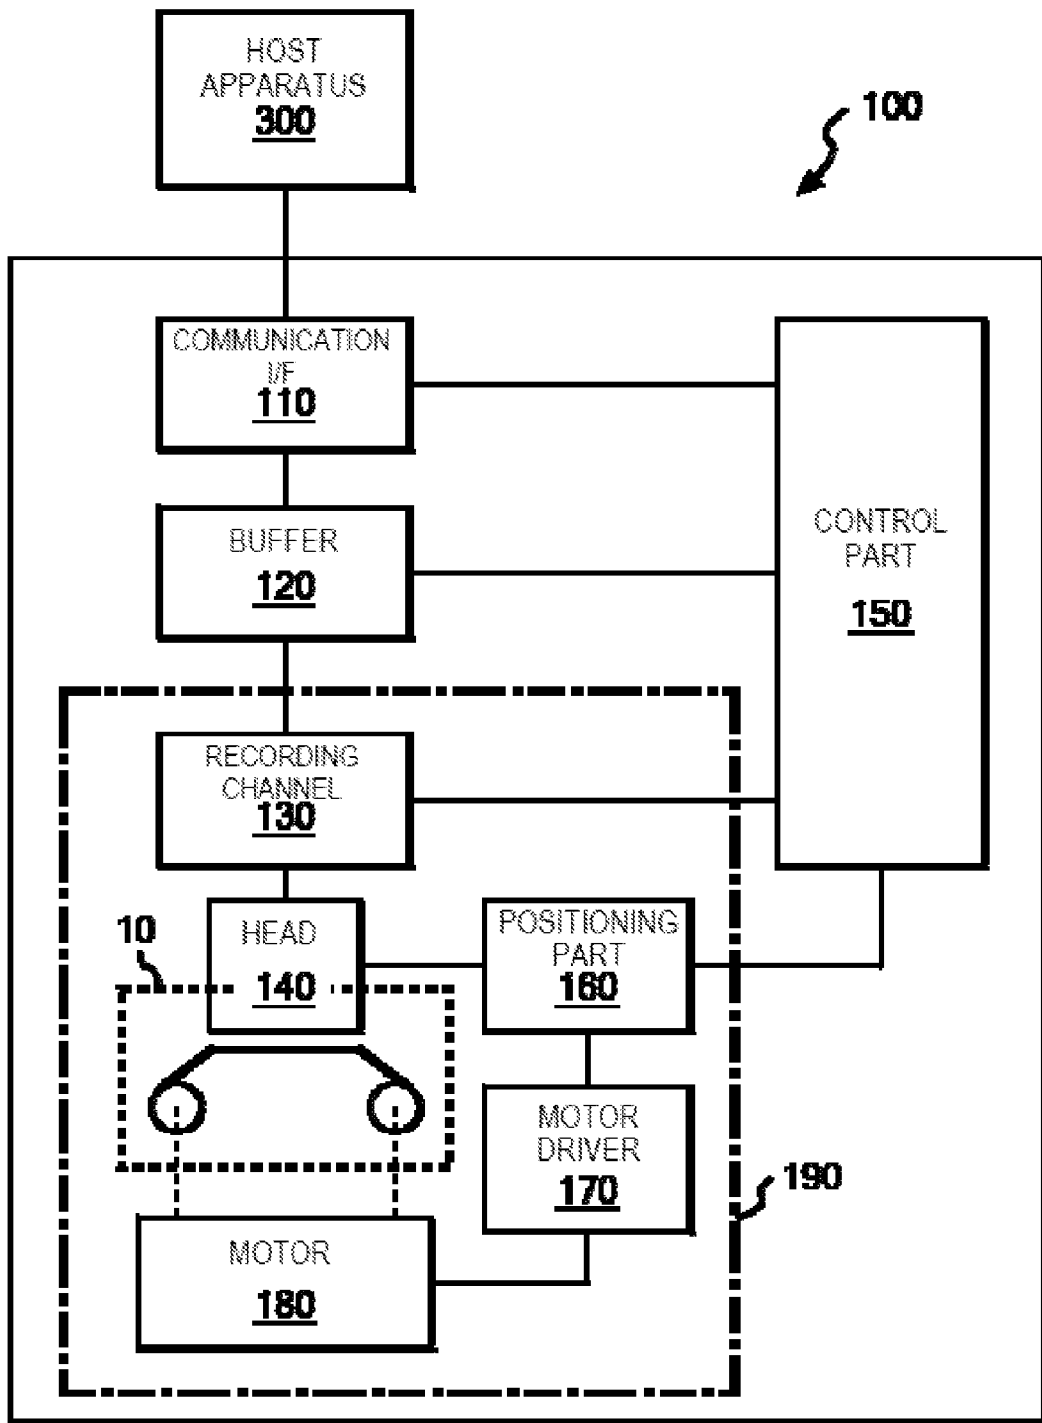 HOST
APPARATUS
300
100
COMMUNICATION
I/F
110
BUFFER
120
CONTROL
PART
150
RECORDING
CHANNEL
130
10
HEAD
140
POSITIONING
PART
160
MOTOR
DRIVER
170
190
MOTOR
180